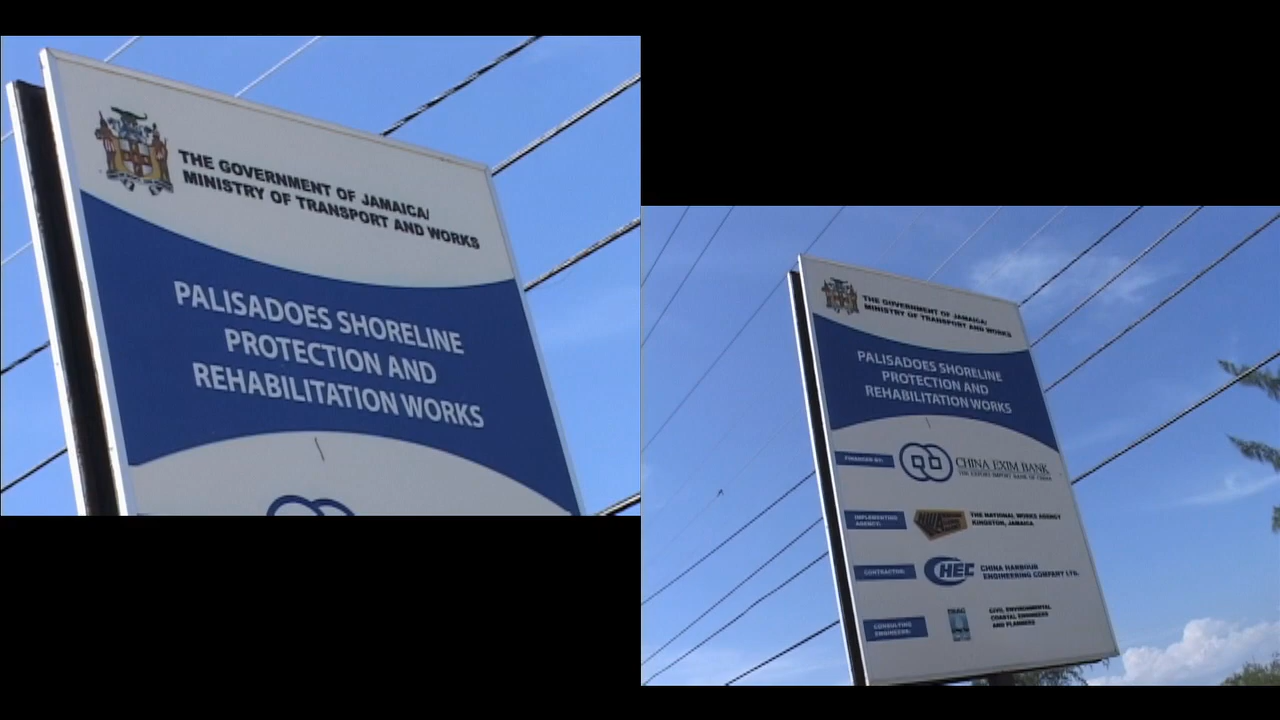 THE GOVERNMENT OF JAMAICA/
MINISTRY OF TRANSPORT AND WORKS
PALISADOES SHORELINE
PROTECTION AND
REHABILITATION WORKS
THE GOVERNMENT OF JAMAICA/
MINISTRY OF TRANSPORT AND WORKS
PALISADOES SHORELINE
PROTECTION AND
REHABILITATION WORKS
FINANCED BY:
CHINA EXIM BANK
THE EXPORT-IMPORT BANK OF CHINA
IMPLEMENTING
AGENCY:
THE NATIONAL WORKS AGENCY
KINGSTON, JAMAICA
CONTRACTOR:
CHEC
CHINA HARBOUR
ENGINEERING COMPANY LTD.
CONSULTING
ENGINEER:
CIVIL, ENVIRONMENTAL
COASTAL ENGINEERS
AND PLANNERS